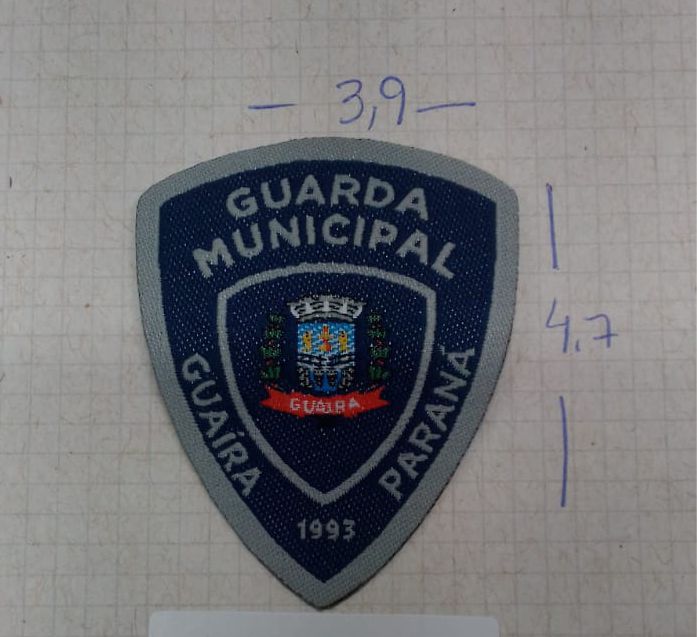 - 3,9 -
GUARDA
MUNICIPAL
4,7
GUAÍRA
PARANÁ
GUAIRA
1993